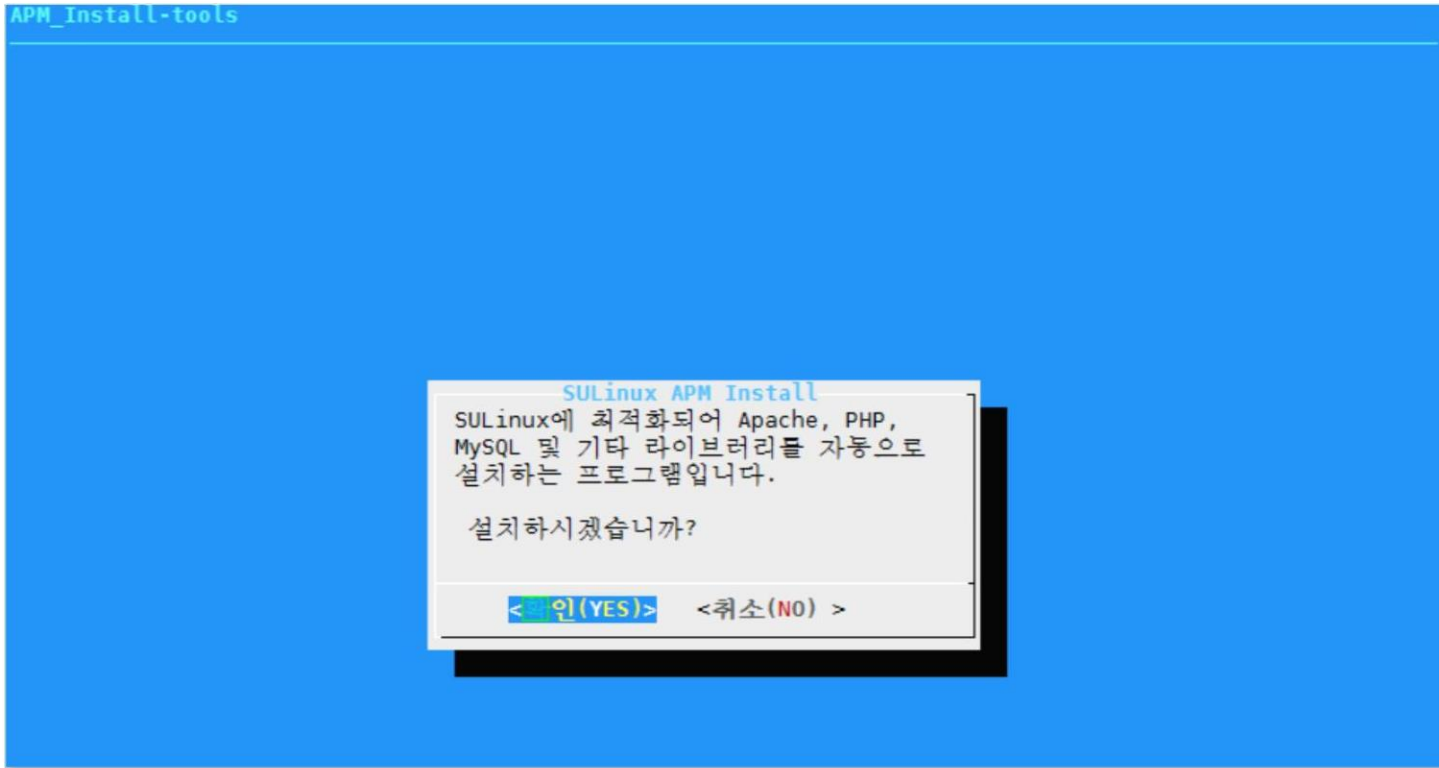 APM_Install-tools
SULinux APM Install
SULinux에 최적화되어 Apache, PHP,
MySQL 및 기타 라이브러리를 자동으로
설치하는 프로그램입니다.
설치하시겠습니까?
<확인(YES)> <취소(NO) >